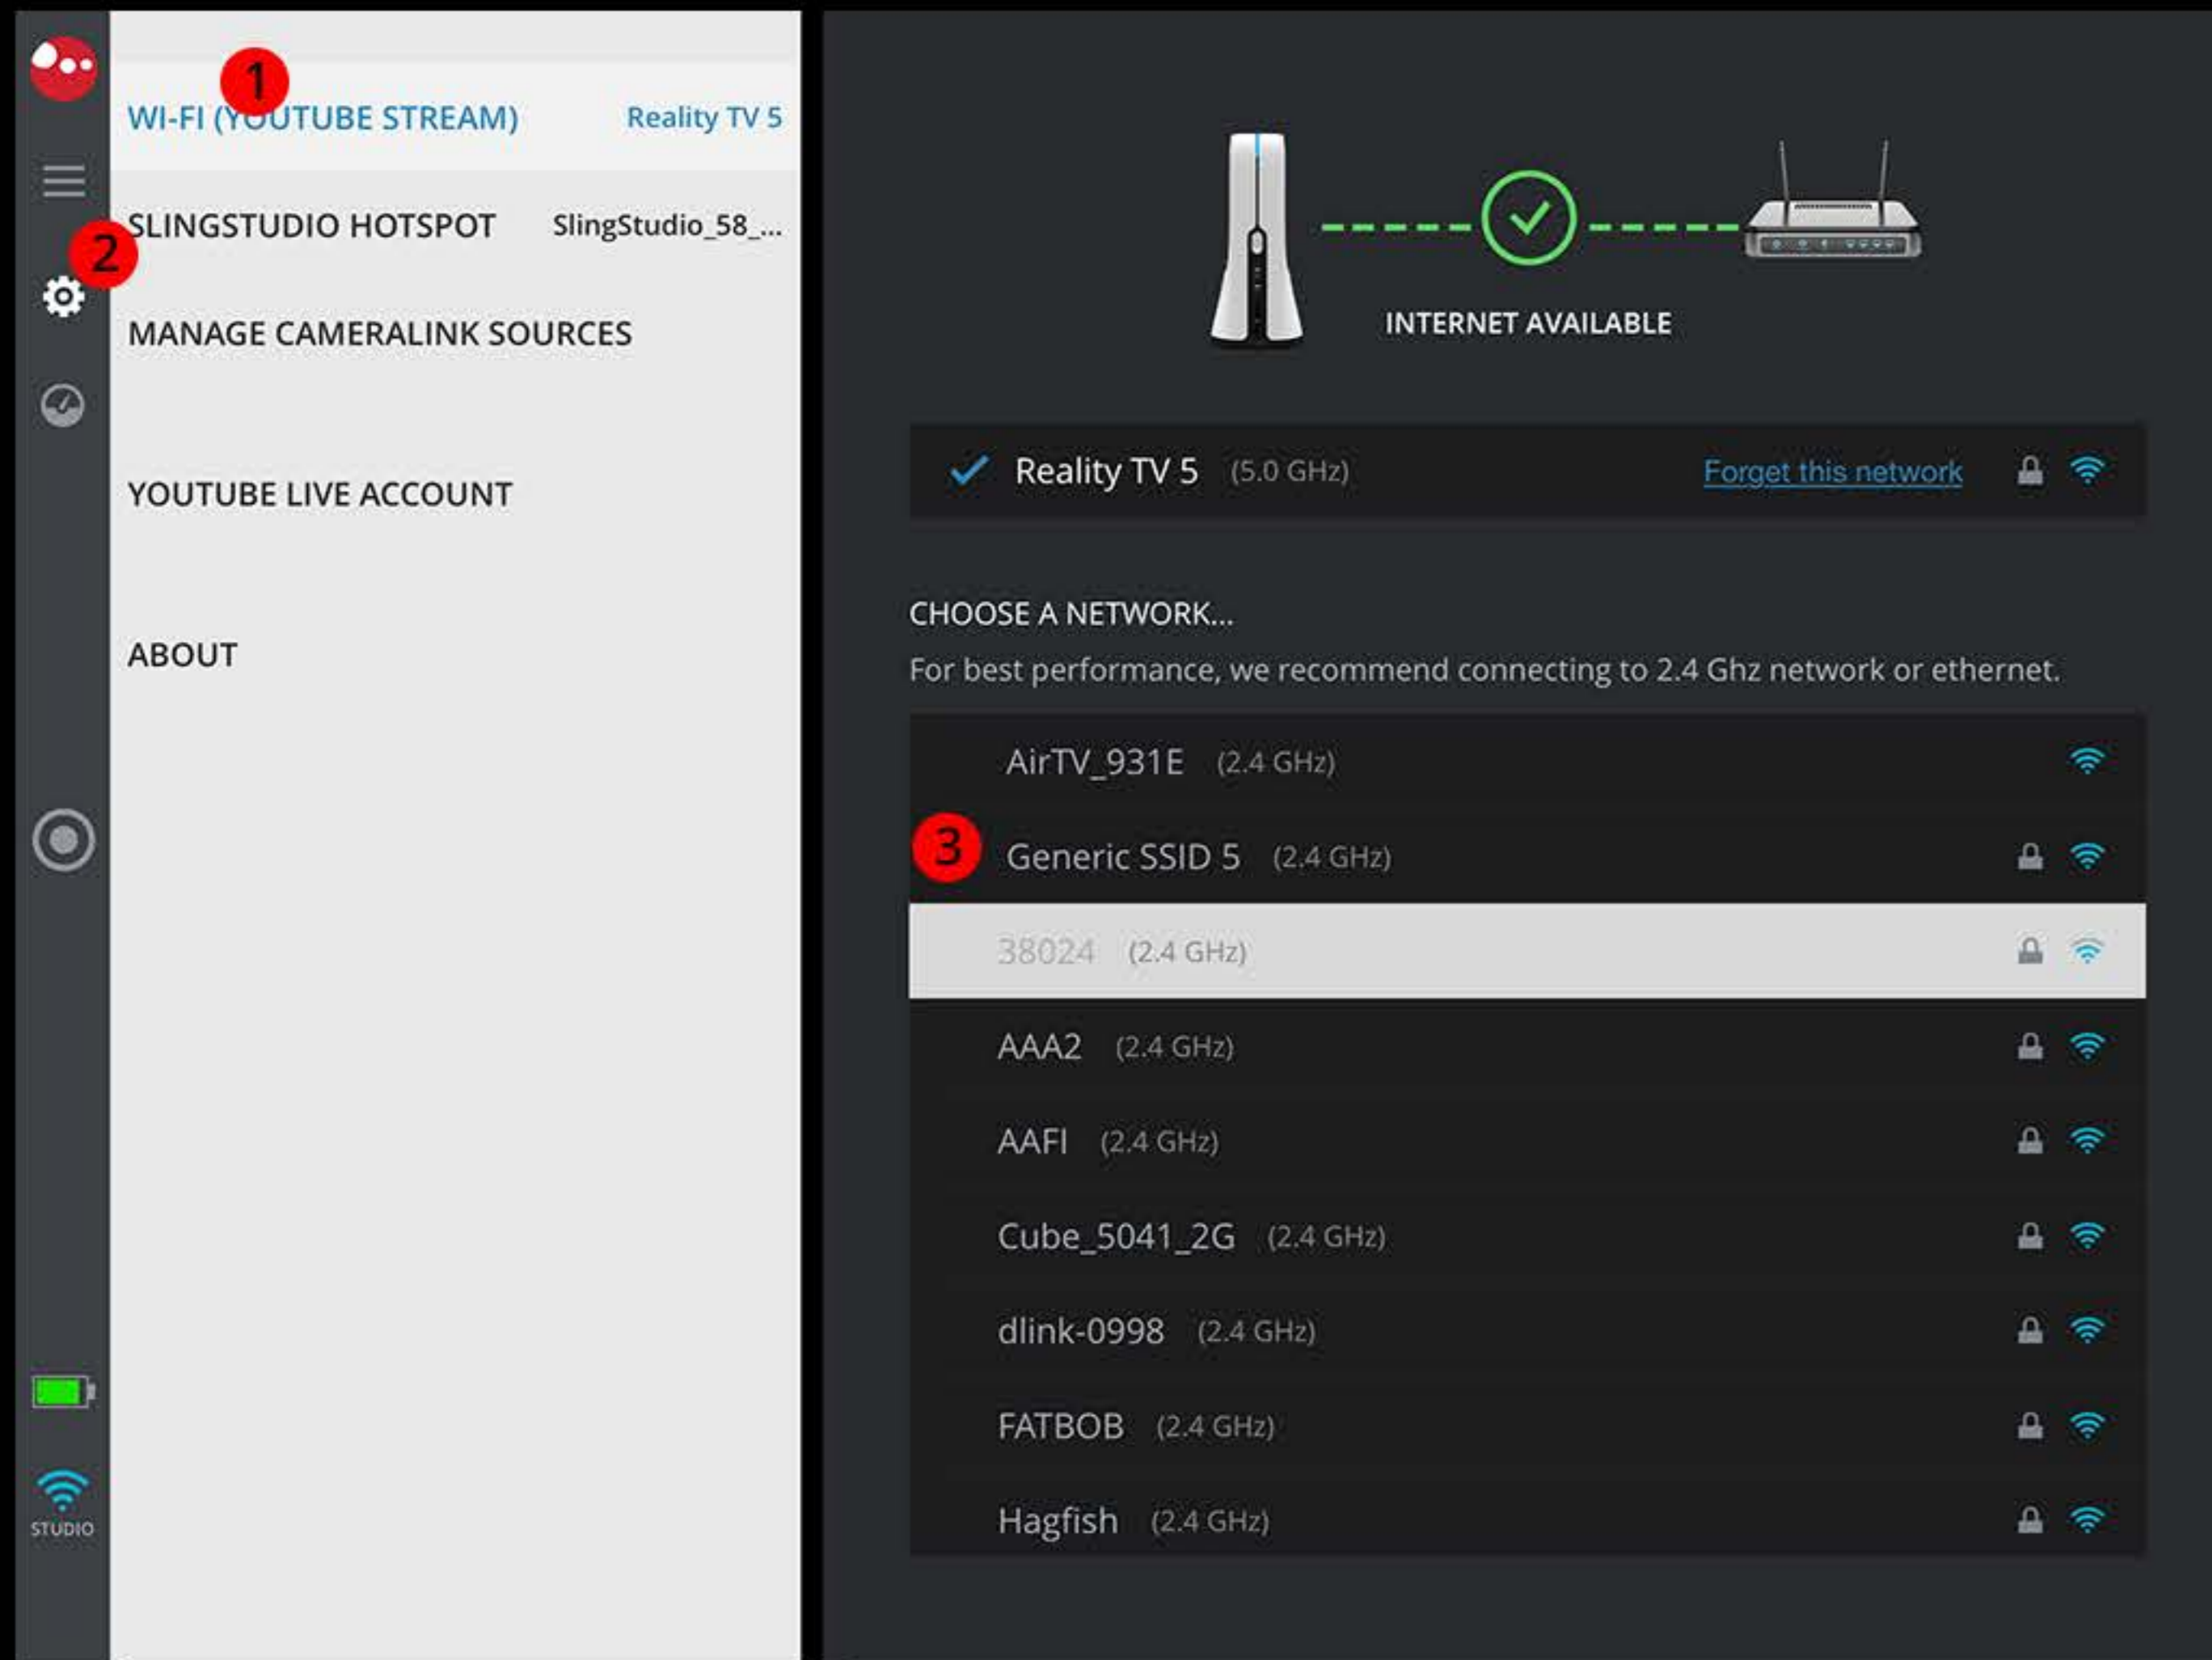 1
WI-FI (YOUTUBE STREAM) Reality TV 5
SLINGSTUDIO HOTSPOT SlingStudio_58_...
2
MANAGE CAMERALINK SOURCES
YOUTUBE LIVE ACCOUNT
ABOUT
STUDIO
INTERNET AVAILABLE
Reality TV 5 (5.0 GHz) Forget this network
CHOOSE A NETWORK...
For best performance, we recommend connecting to 2.4 Ghz network or ethernet.
AirTV_931E (2.4 GHz)
3 Generic SSID 5 (2.4 GHz)
38024 (2.4 GHz)
AAA2 (2.4 GHz)
AAFI (2.4 GHz)
Cube_5041_2G (2.4 GHz)
dlink-0998 (2.4 GHz)
FATBOB (2.4 GHz)
Hagfish (2.4 GHz)